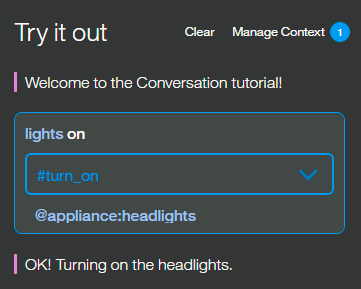 Try it out Clear Manage Context 1
Welcome to the Conversation tutorial!
lights on
#turn_on
@appliance:headlights
OK! Turning on the headlights.